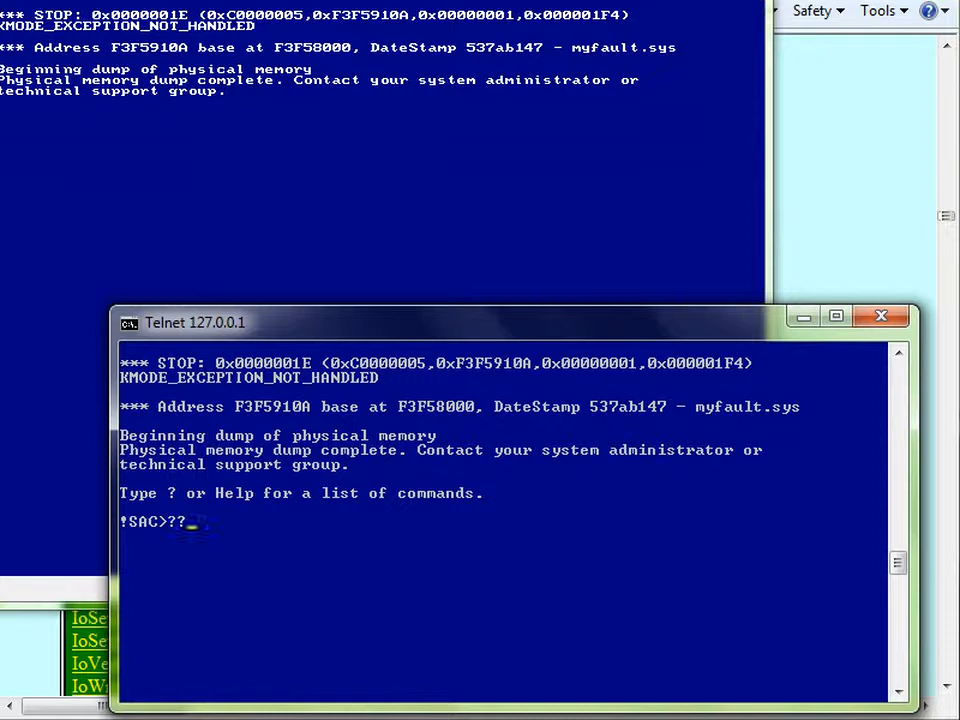 *** STOP: 0x0000001E (0xC0000005,0xF3F5910A,0x00000001,0x000001F4)
KMODE_EXCEPTION_NOT_HANDLED
*** Address F3F5910A base at F3F58000, DateStamp 537ab147 - myfault.sys
Beginning dump of physical memory
Physical memory dump complete. Contact your system administrator or
technical support group.
Safety Tools
Telnet 127.0.0.1
*** STOP: 0x0000001E (0xC0000005,0xF3F5910A,0x00000001,0x000001F4)
KMODE_EXCEPTION_NOT_HANDLED
*** Address F3F5910A base at F3F58000, DateStamp 537ab147 - myfault.sys
Beginning dump of physical memory
Physical memory dump complete. Contact your system administrator or
technical support group.
Type ? or Help for a list of commands.
!SAC>??_
IoSe
IoSe
IoVe
IoW